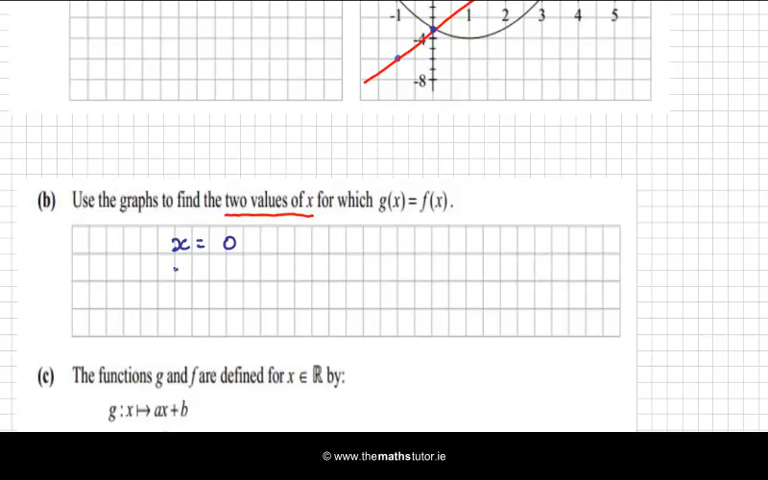 -1 1 2 3 4 5
-4
-8
(b) Use the graphs to find the two values of x for which g(x) = f(x).
x = 0
(c) The functions g and f are defined for x ∈ ℝ by:
g : x ↦ ax + b
© www.themathstutor.ie